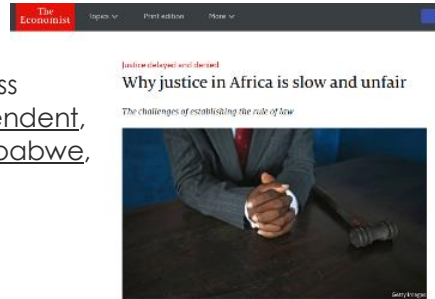 The
Economist
Topics
Print edition
More
Justice delayed and denied
Why justice in Africa is slow and unfair
The challenges of establishing the rule of law
ss
endent,
babwe,
Getty Images